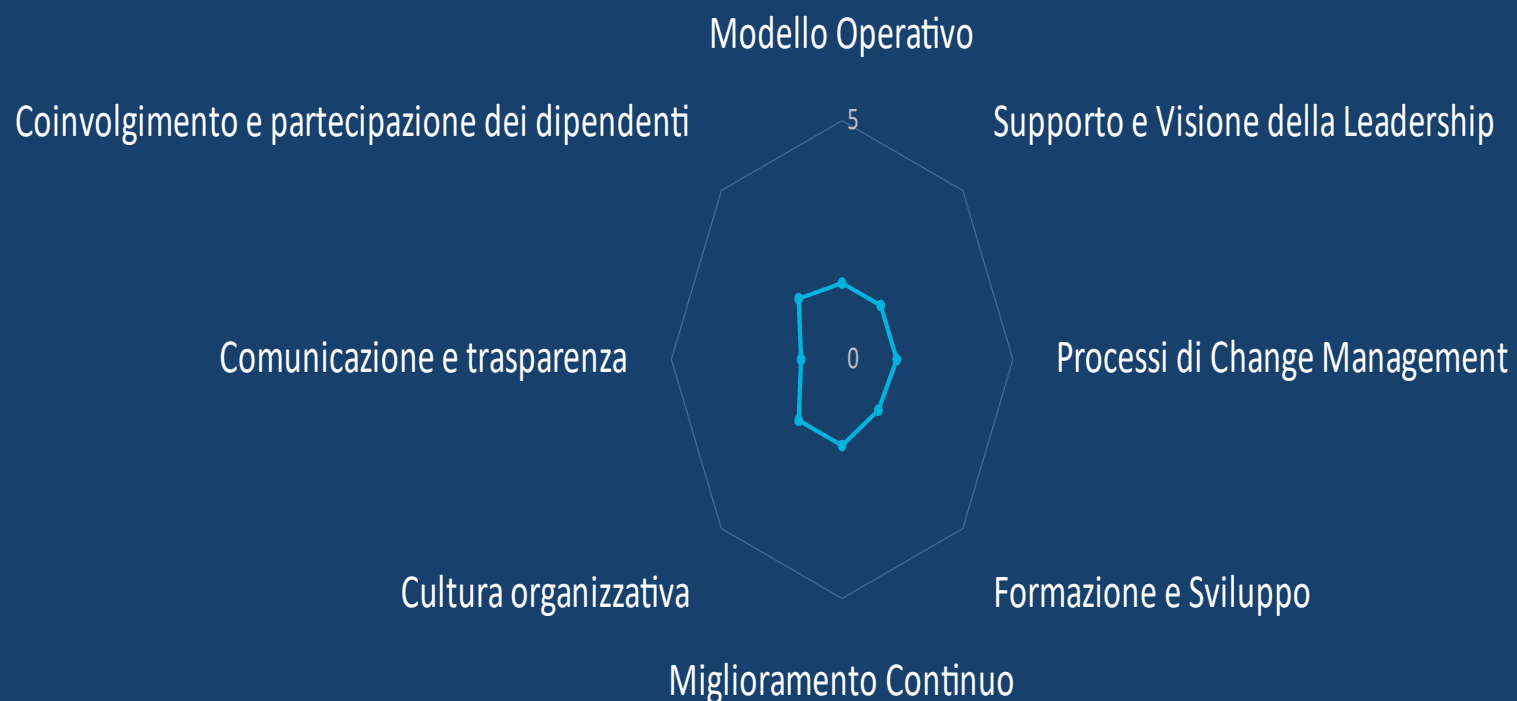 Modello Operativo
Coinvolgimento e partecipazione dei dipendenti
5
Supporto e Visione della Leadership
Comunicazione e trasparenza
0
Processi di Change Management
Cultura organizzativa
Formazione e Sviluppo
Miglioramento Continuo